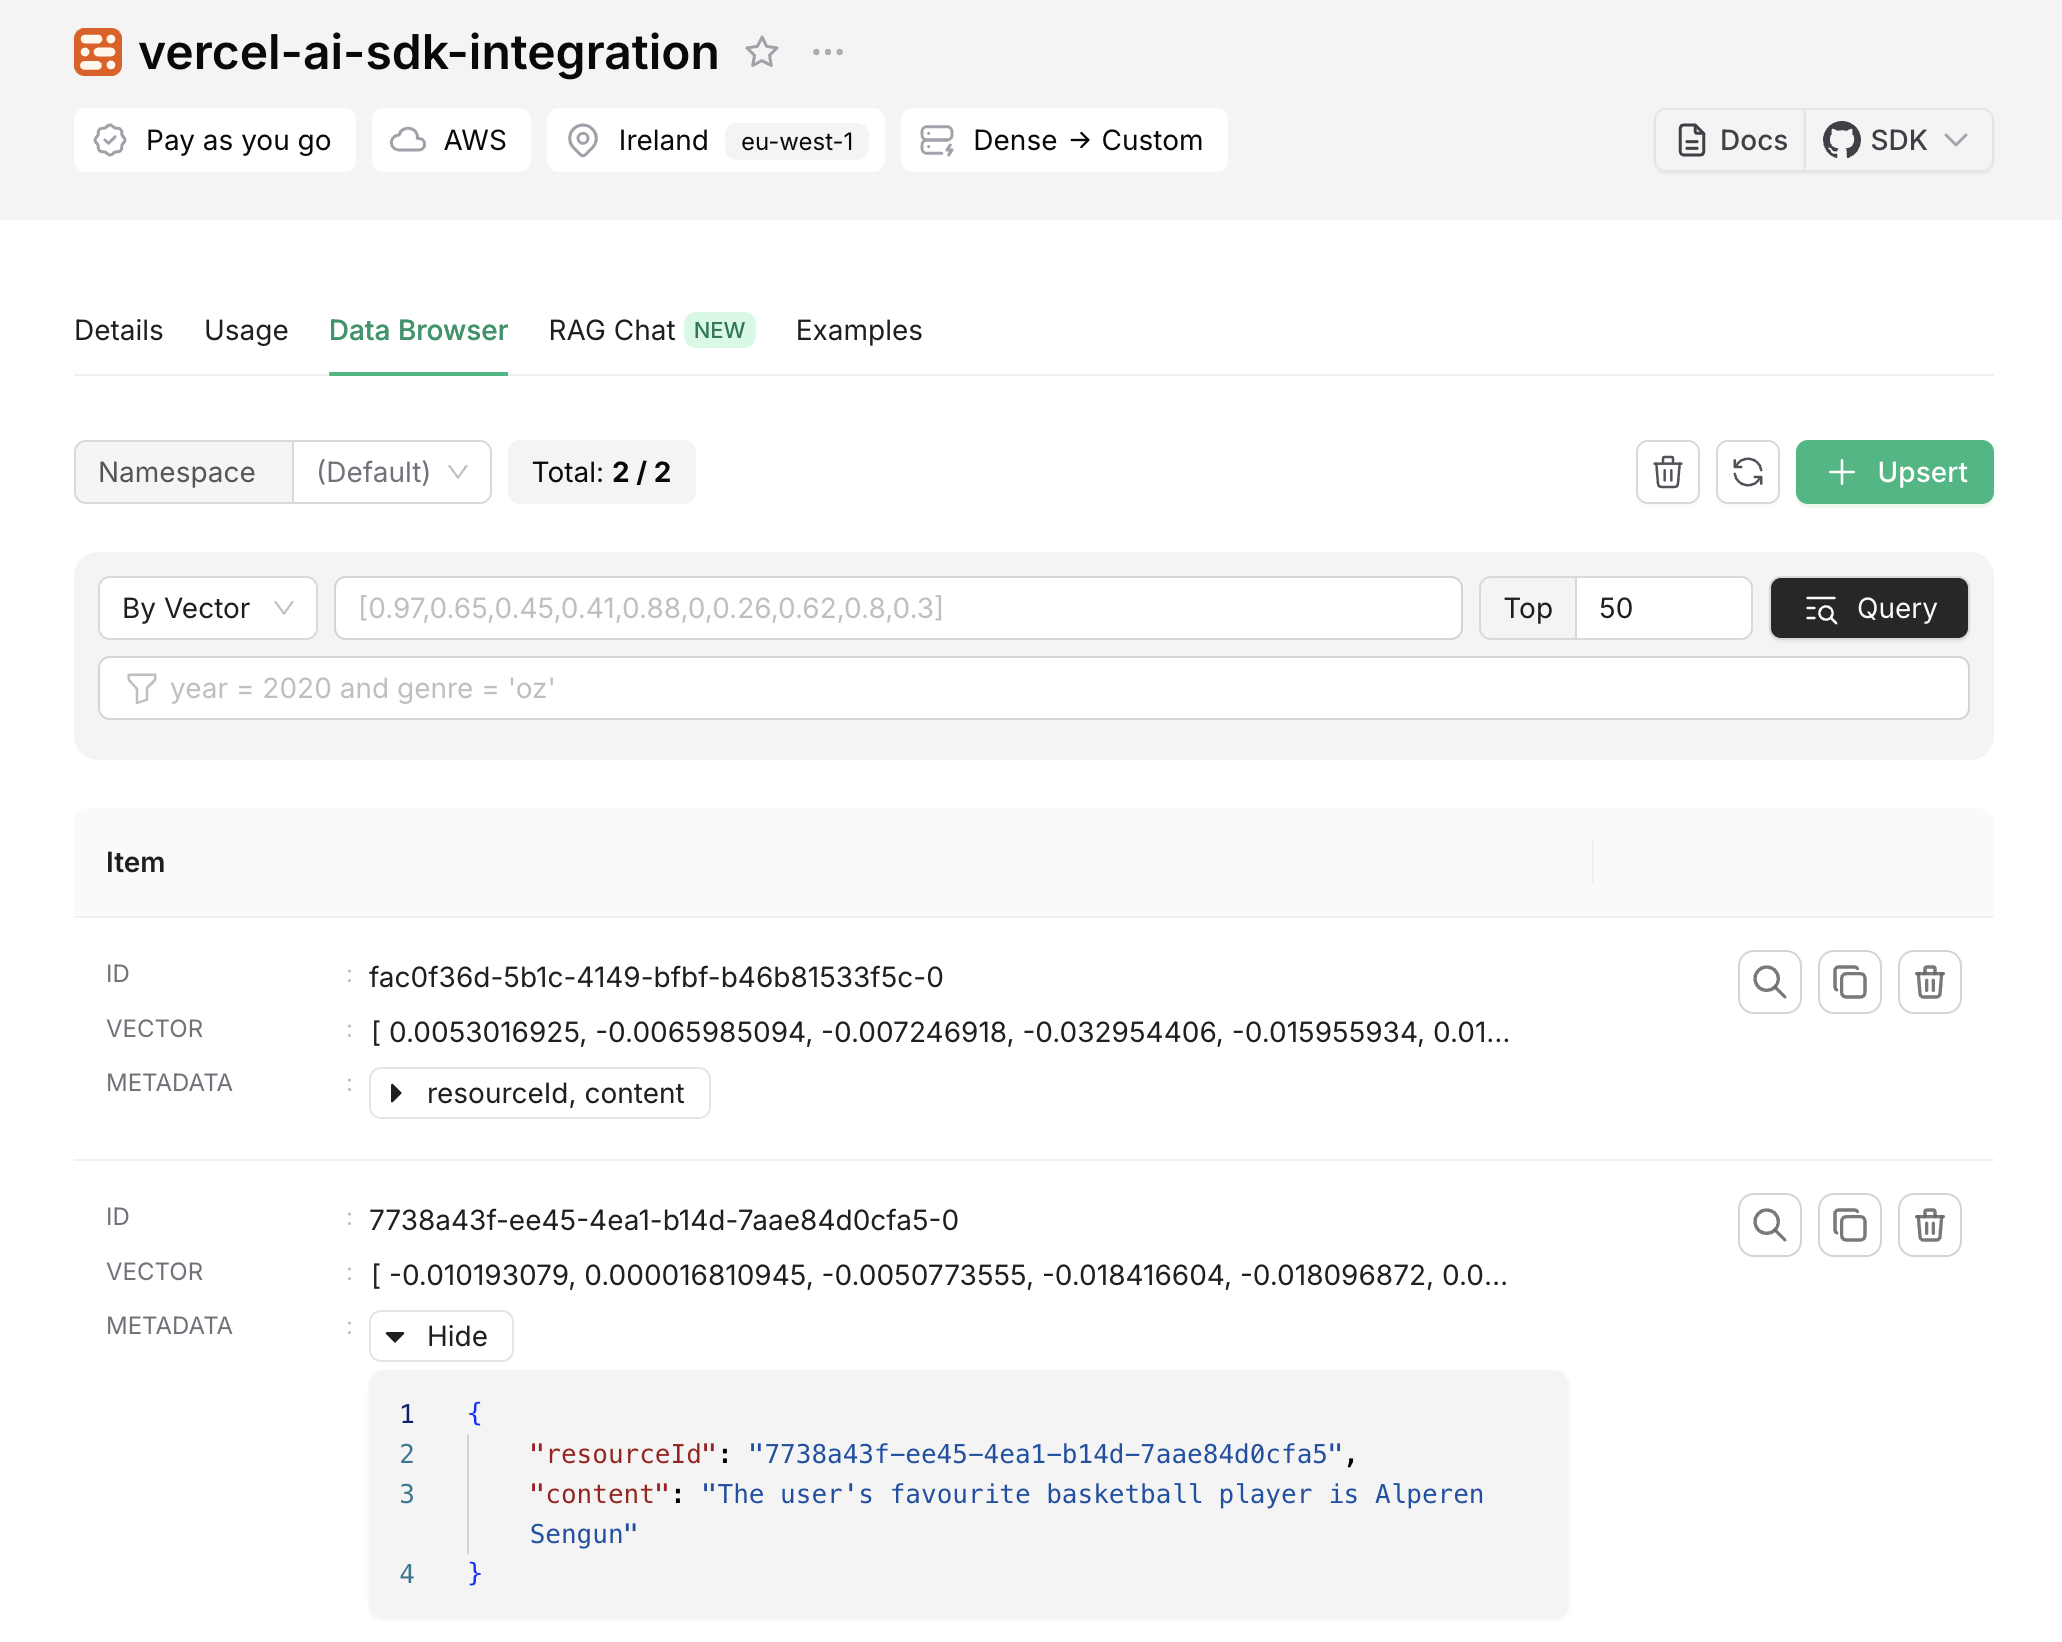 vercel-ai-sdk-integration
Pay as you go AWS Ireland eu-west-1 Dense → Custom Docs SDK
Details Usage Data Browser RAG Chat NEW Examples
Namespace (Default) Total: 2 / 2 Upsert
By Vector [0.97,0.65,0.45,0.41,0.88,0,0.26,0.62,0.8,0.3] Top 50 Query
year = 2020 and genre = 'oz'
Item
ID : fac0f36d-5b1c-4149-bfbf-b46b81533f5c-0
VECTOR : [ 0.0053016925, -0.0065985094, -0.007246918, -0.032954406, -0.015955934, 0.01...
METADATA : resourceId, content
ID : 7738a43f-ee45-4ea1-b14d-7aae84d0cfa5-0
VECTOR : [ -0.010193079, 0.000016810945, -0.0050773555, -0.018416604, -0.018096872, 0.0...
METADATA : Hide
1 {
2 "resourceId": "7738a43f-ee45-4ea1-b14d-7aae84d0cfa5",
3 "content": "The user's favourite basketball player is Alperen
Sengun"
4 }